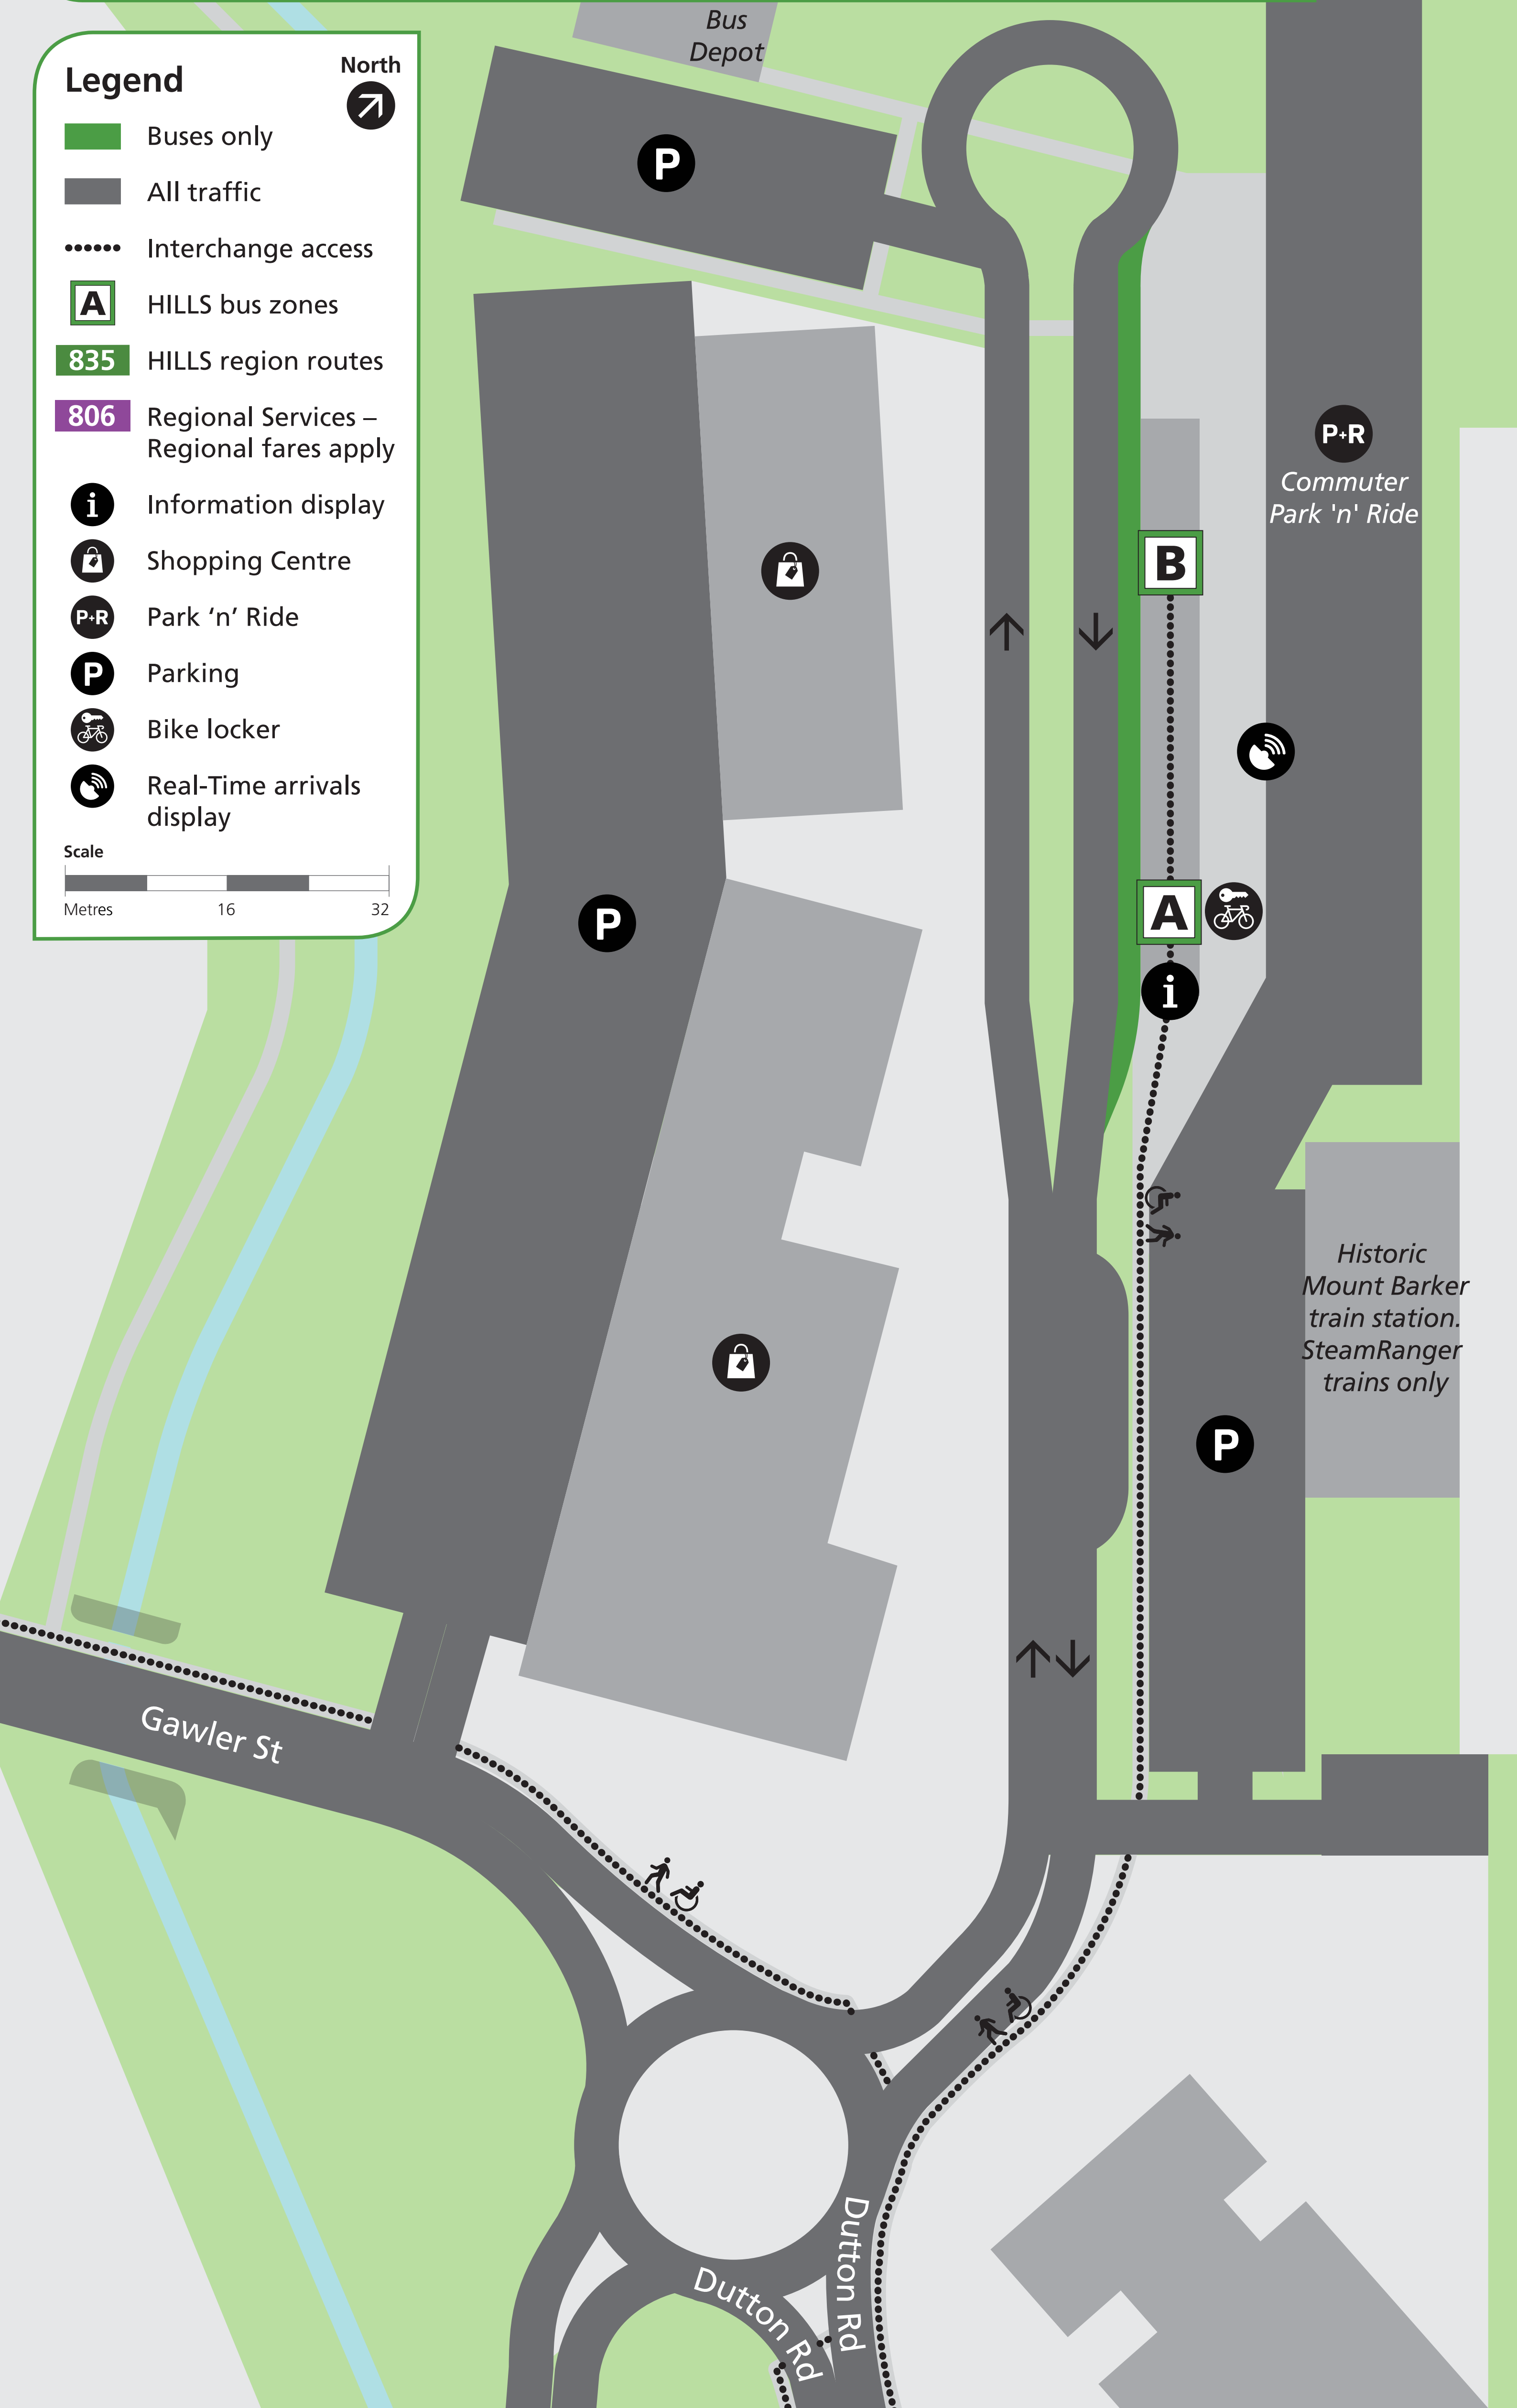 Bus
Depot
Legend
North
Buses only
All traffic
Interchange access
A
HILLS bus zones
835
HILLS region routes
806
Regional Services –
Regional fares apply
i
Information display
Shopping Centre
P+R
Park ‘n’ Ride
P
Parking
Bike locker
Real-Time arrivals
display
Scale
Metres
16
32
P
P+R
Commuter
Park 'n' Ride
B
A
P
i
Historic
Mount Barker
train station.
SteamRanger
trains only
P
Gawler St
Dutton Rd
Dutton Rd